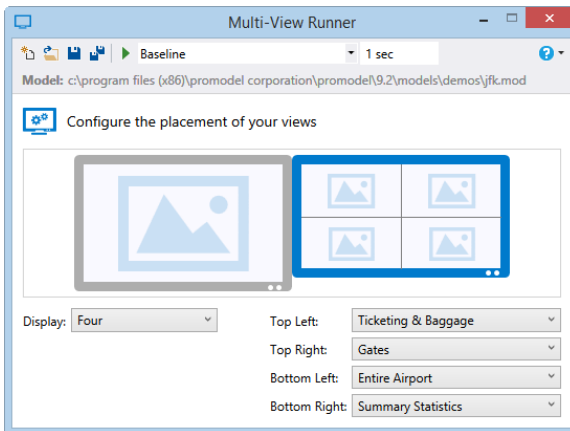 Multi-View Runner
Baseline 1 sec ?
Model: c:\program files (x86)\promodel corporation\promodel\9.2\models\demos\jfk.mod
Configure the placement of your views
Display: Four Top Left: Ticketing & Baggage
Top Right: Gates
Bottom Left: Entire Airport
Bottom Right: Summary Statistics